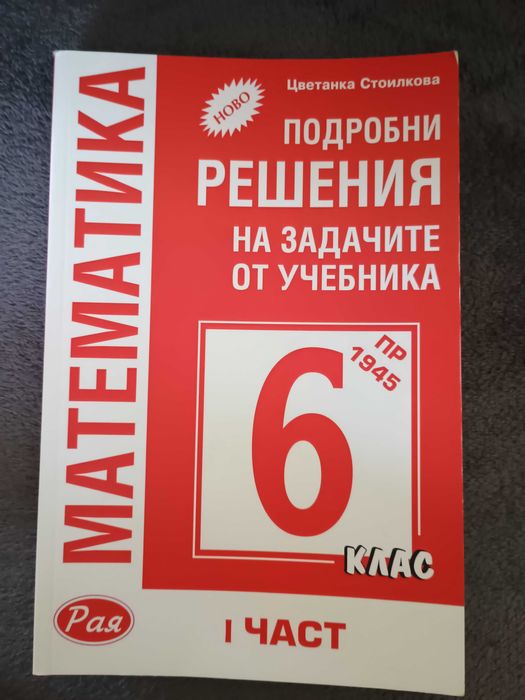 МАТЕМАТИКА
Цветанка Стоилкова
НОВО
ПОДРОБНИ
РЕШЕНИЯ
НА ЗАДАЧИТЕ
ОТ УЧЕБНИКА
6
ПР
1945
КЛАС
Рая
I ЧАСТ